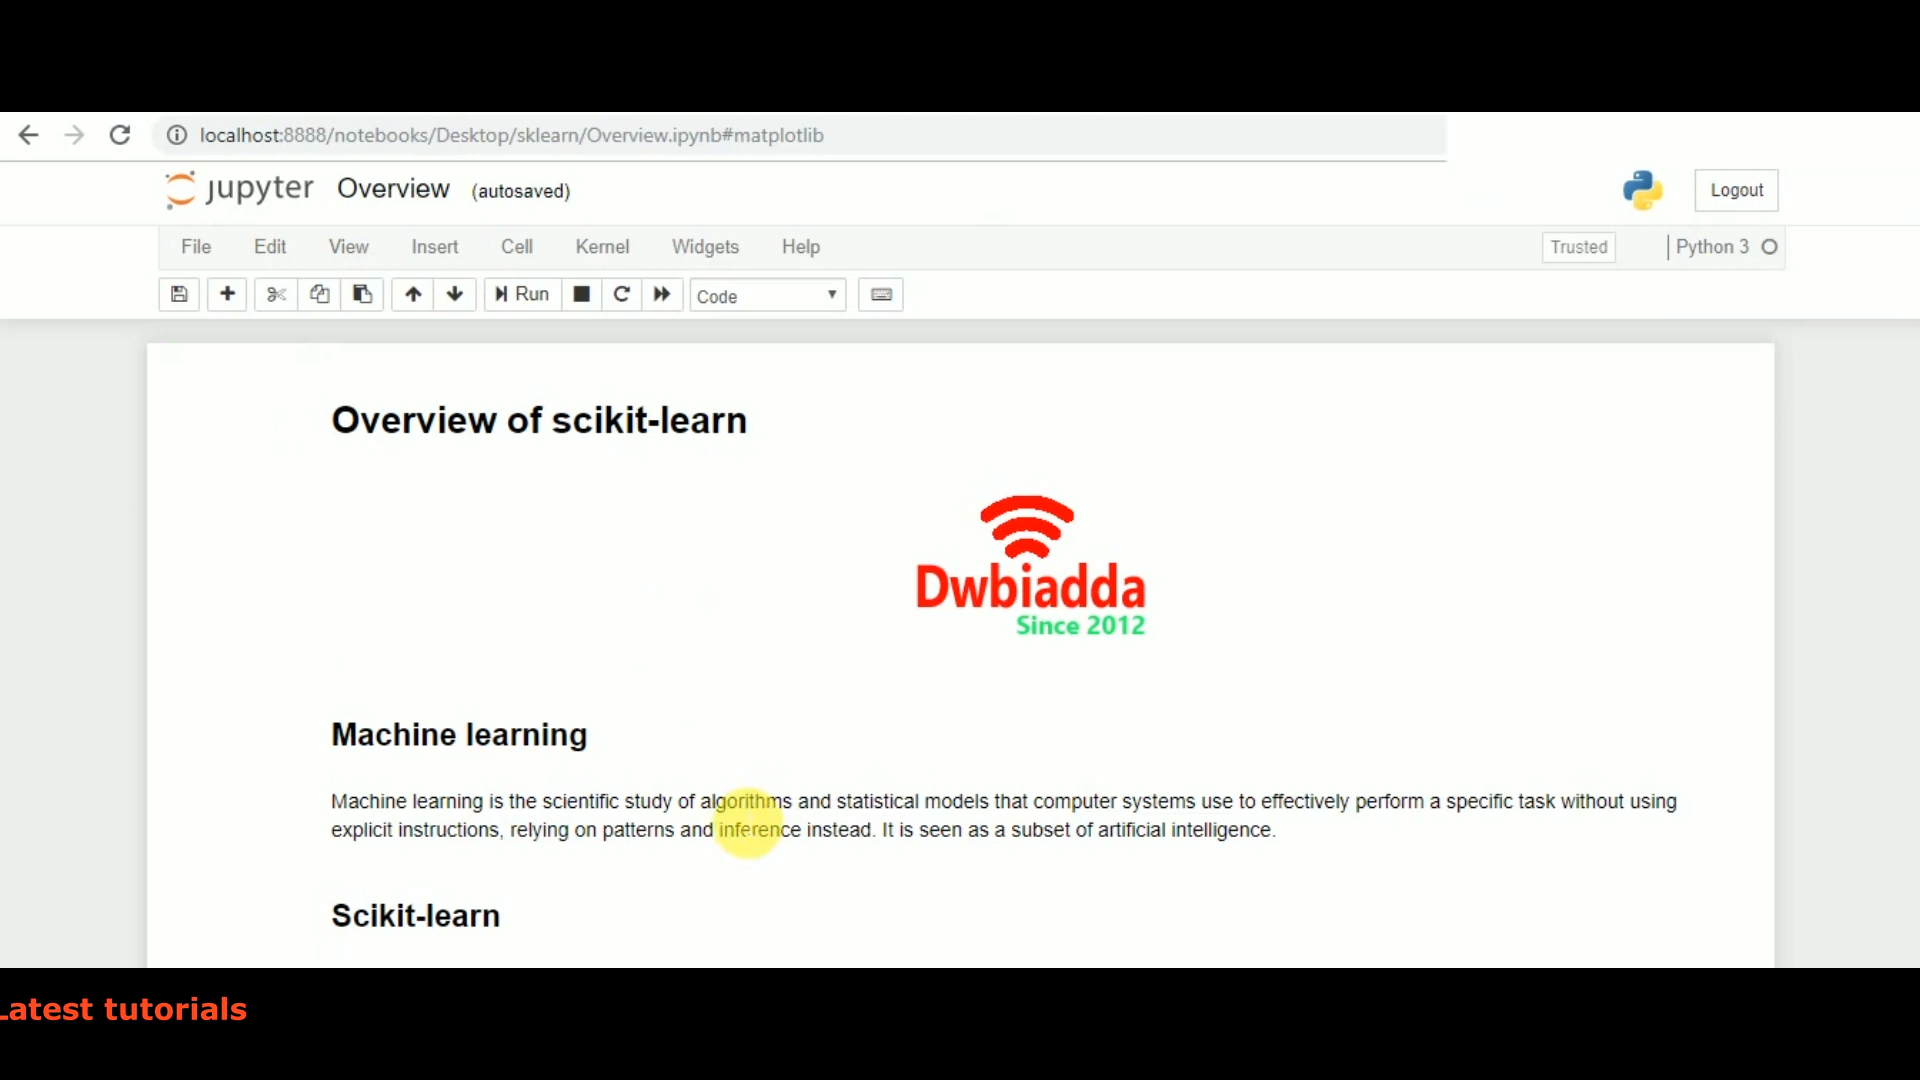 localhost:8888/notebooks/Desktop/sklearn/Overview.ipynb#matplotlib
jupyter Overview (autosaved)
Logout
File Edit View Insert Cell Kernel Widgets Help
Trusted
Python 3
Run
Code
Overview of scikit-learn
Dwbiadda
Since 2012
Machine learning
Machine learning is the scientific study of algorithms and statistical models that computer systems use to effectively perform a specific task without using
explicit instructions, relying on patterns and inference instead. It is seen as a subset of artificial intelligence.
Scikit-learn
Latest tutorials